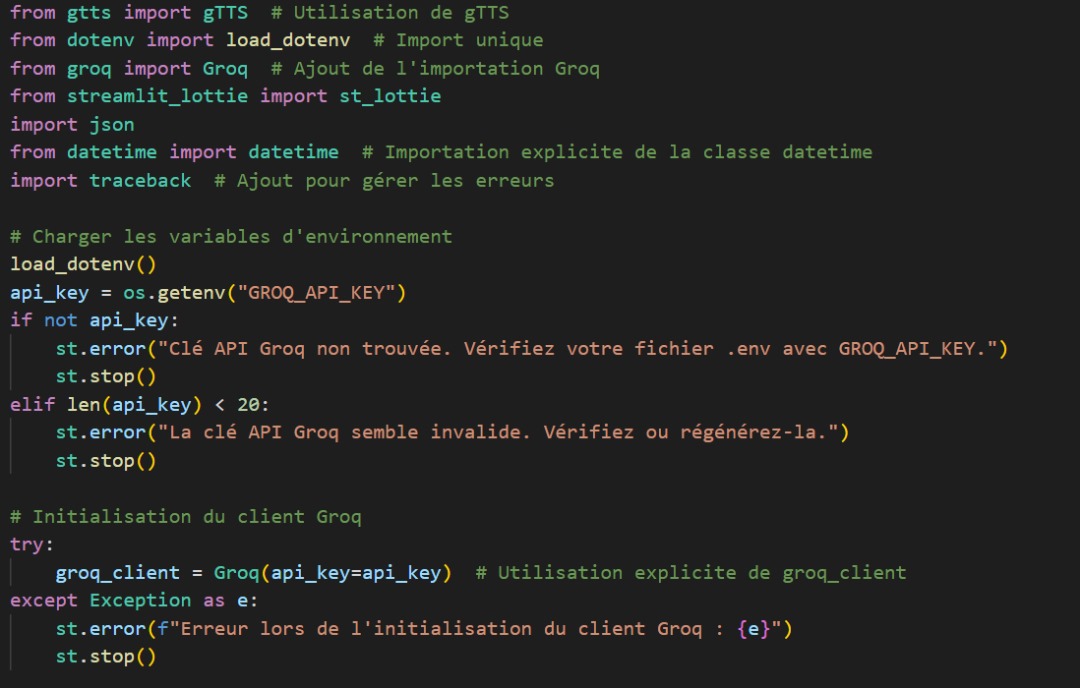 from gtts import gTTS  # Utilisation de gTTS
from dotenv import load_dotenv  # Import unique
from groq import Groq  # Ajout de l'importation Groq
from streamlit_lottie import st_lottie
import json
from datetime import datetime  # Importation explicite de la classe datetime
import traceback  # Ajout pour gérer les erreurs

# Charger les variables d'environnement
load_dotenv()
api_key = os.getenv("GROQ_API_KEY")
if not api_key:
    st.error("Clé API Groq non trouvée. Vérifiez votre fichier .env avec GROQ_API_KEY.")
    st.stop()
elif len(api_key) < 20:
    st.error("La clé API Groq semble invalide. Vérifiez ou régénérez-la.")
    st.stop()

# Initialisation du client Groq
try:
    groq_client = Groq(api_key=api_key)  # Utilisation explicite de groq_client
except Exception as e:
    st.error(f"Erreur lors de l'initialisation du client Groq : {e}")
    st.stop()